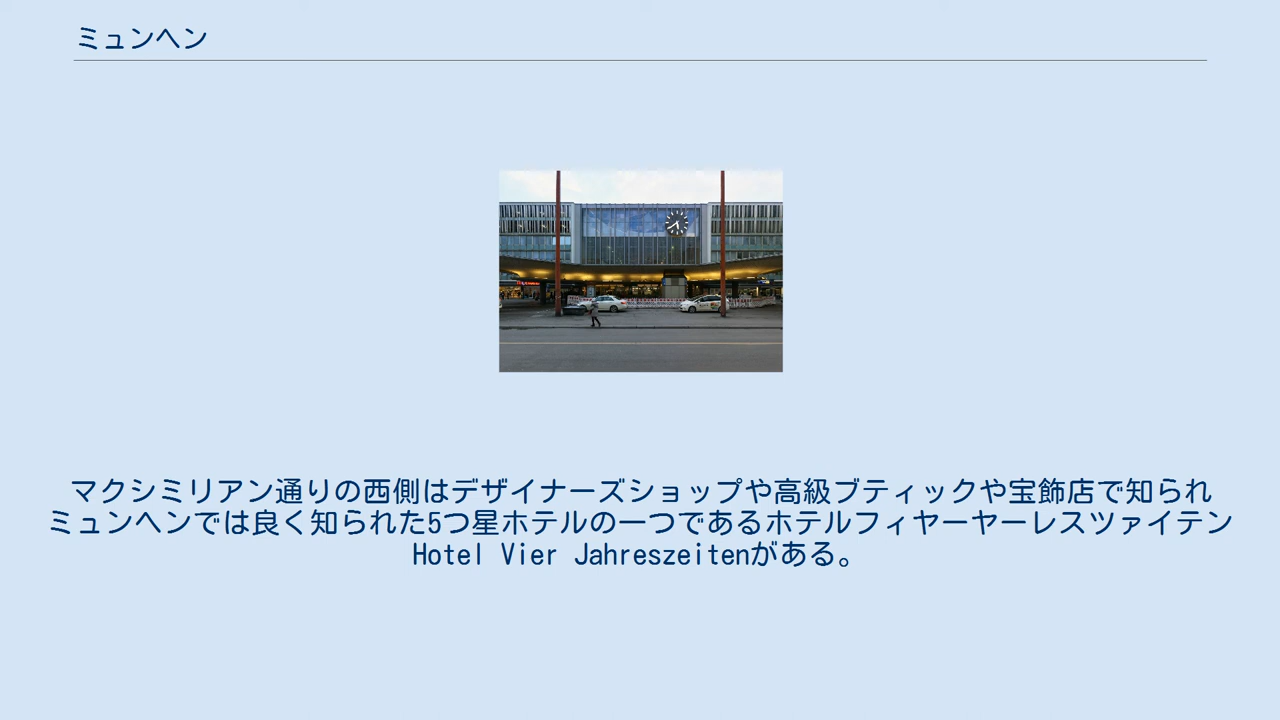 ミュンヘン
マクシミリアン通りの西側はデザイナーズショップや高級ブティックや宝飾店で知られ
ミュンヘンでは良く知られた5つ星ホテルの一つであるホテルフィヤーヤーレスツァイテン
Hotel Vier Jahreszeitenがある。